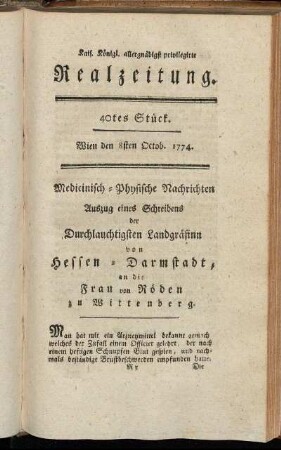 Kais. Königl. allergnädigst privilegirte
Realzeitung.
40tes Stück.
Wien den 8sten Octob. 1774.
Medicinisch-Physische Nachrichten
Auszug eines Schreibens
der
Durchlauchtigsten Landgräfinn
von
Hessen-Darmstadt,
an die
Frau von Röden
zu Wittenberg.
Man hat mir ein Arzneymittel bekannt gemacht
welches der Zufall einem Officier gelehrt, der nach
einem heftigen Schnupfen Blut gespien, und nach-
mals beständige Brustbeschwerden empfunden hatte.
Rr Die